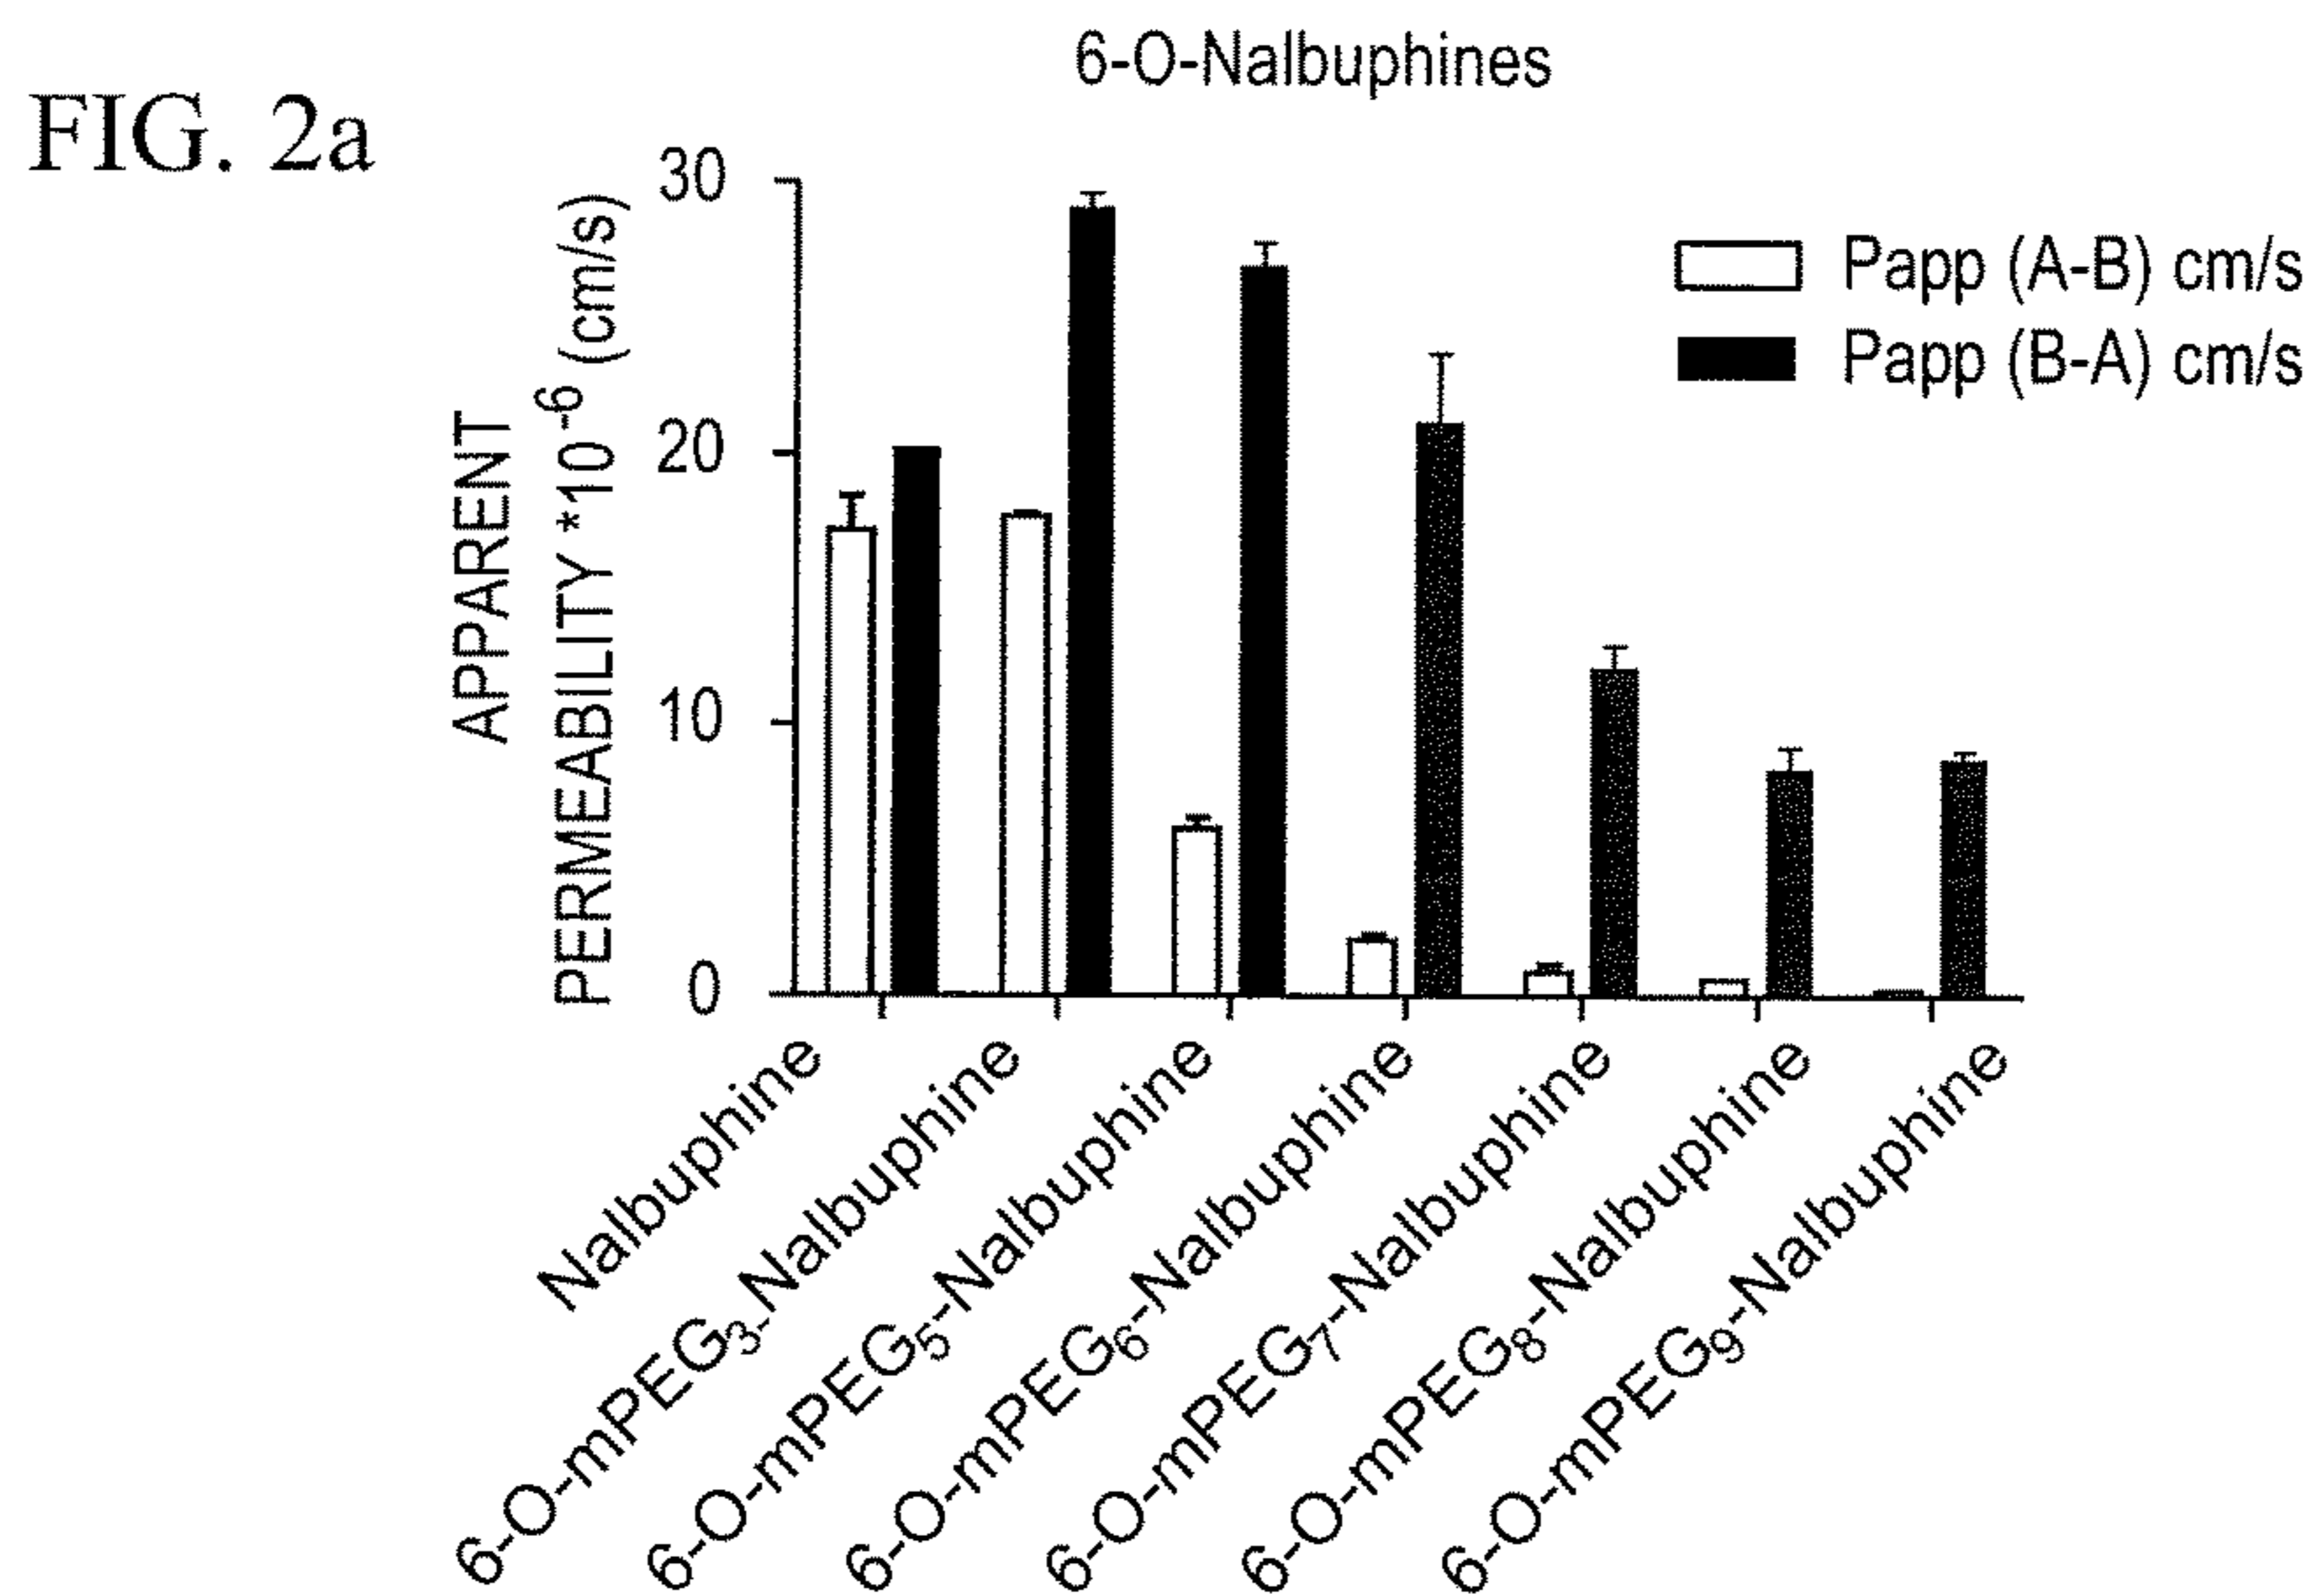 FIG. 2a
6-O-Nalbuphines
APPARENT
PERMEABILITY *10⁻⁶ (cm/s)
30
20
10
0
Papp (A-B) cm/s
Papp (B-A) cm/s
Nalbuphine
6-O-mPEG₃-Nalbuphine
6-O-mPEG₅-Nalbuphine
6-O-mPEG₆-Nalbuphine
6-O-mPEG₇-Nalbuphine
6-O-mPEG₈-Nalbuphine
6-O-mPEG₉-Nalbuphine